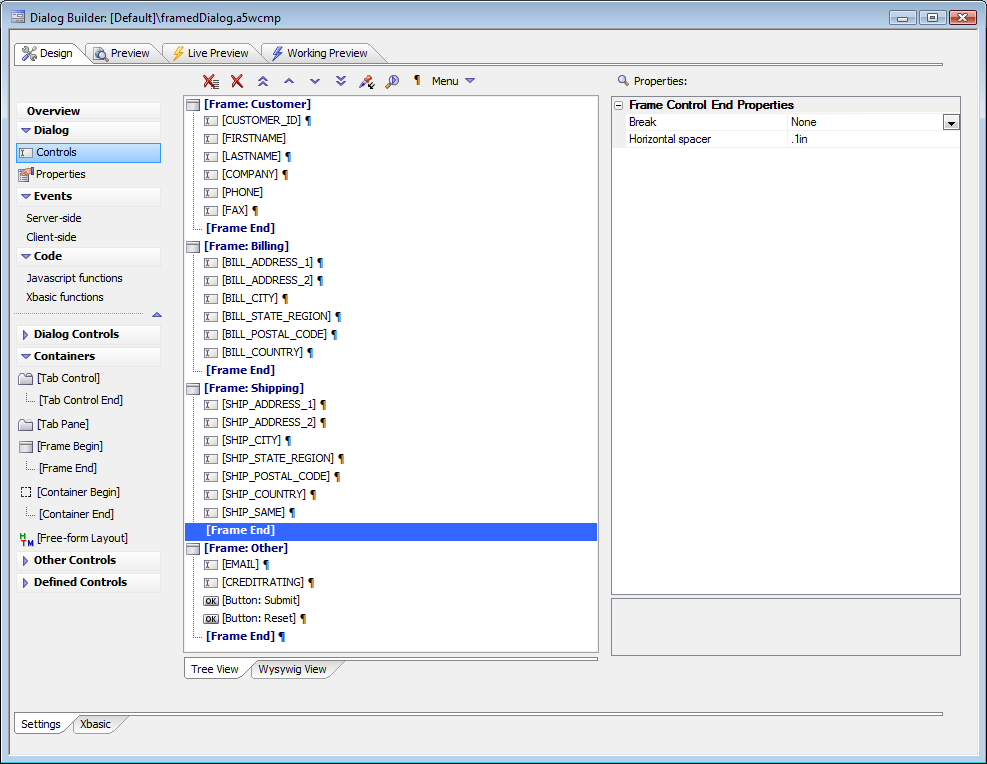 Dialog Builder: [Default]\framedDialog.a5wcmp
Design
Preview
Live Preview
Working Preview
¶
Menu
Properties:
Overview
Dialog
Controls
Properties
Events
Server-side
Client-side
Code
Javascript functions
Xbasic functions
Dialog Controls
Containers
[Tab Control]
[Tab Control End]
[Tab Pane]
[Frame Begin]
[Frame End]
[Container Begin]
[Container End]
[Free-form Layout]
Other Controls
Defined Controls
[Frame: Customer]
[CUSTOMER_ID] ¶
[FIRSTNAME]
[LASTNAME] ¶
[COMPANY] ¶
[PHONE]
[FAX] ¶
[Frame End]
[Frame: Billing]
[BILL_ADDRESS_1] ¶
[BILL_ADDRESS_2] ¶
[BILL_CITY] ¶
[BILL_STATE_REGION] ¶
[BILL_POSTAL_CODE] ¶
[BILL_COUNTRY] ¶
[Frame End]
[Frame: Shipping]
[SHIP_ADDRESS_1] ¶
[SHIP_ADDRESS_2] ¶
[SHIP_CITY] ¶
[SHIP_STATE_REGION] ¶
[SHIP_POSTAL_CODE] ¶
[SHIP_COUNTRY] ¶
[SHIP_SAME] ¶
[Frame End]
[Frame: Other]
[EMAIL] ¶
[CREDITRATING] ¶
OK [Button: Submit]
OK [Button: Reset] ¶
[Frame End] ¶
Frame Control End Properties
Break None
Horizontal spacer .1in
Tree View
Wysywig View
Settings
Xbasic